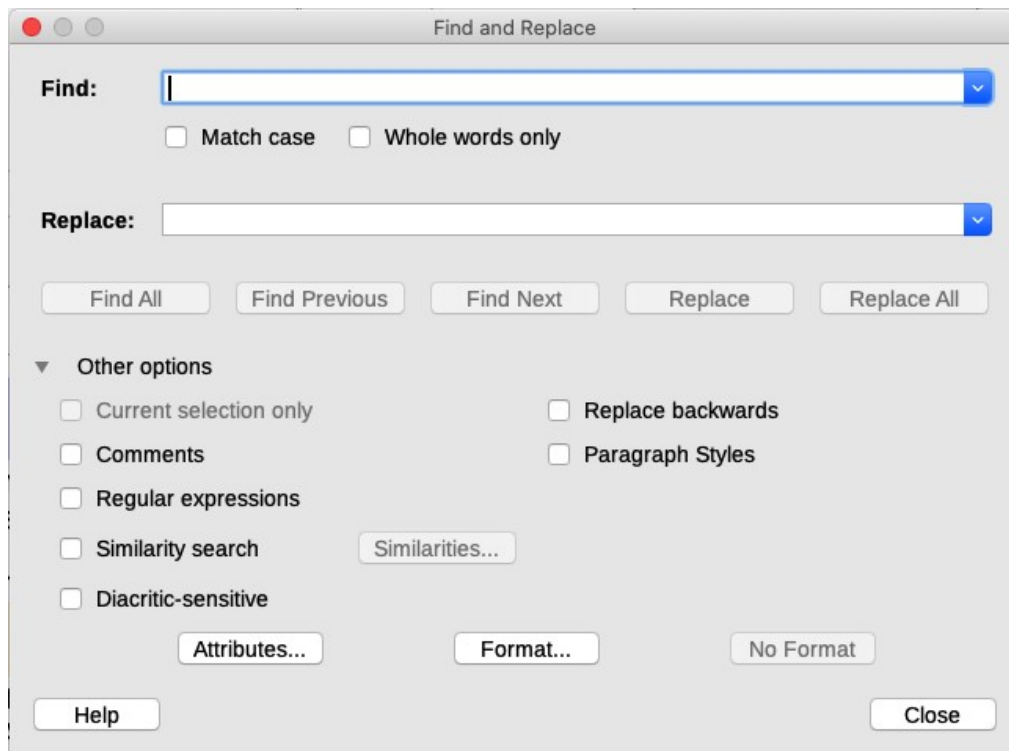 Find and Replace
Find:
Match case Whole words only
Replace:
Find All Find Previous Find Next Replace Replace All
Other options
Current selection only Replace backwards
Comments Paragraph Styles
Regular expressions
Similarity search Similarities...
Diacritic-sensitive
Attributes... Format... No Format
Help Close